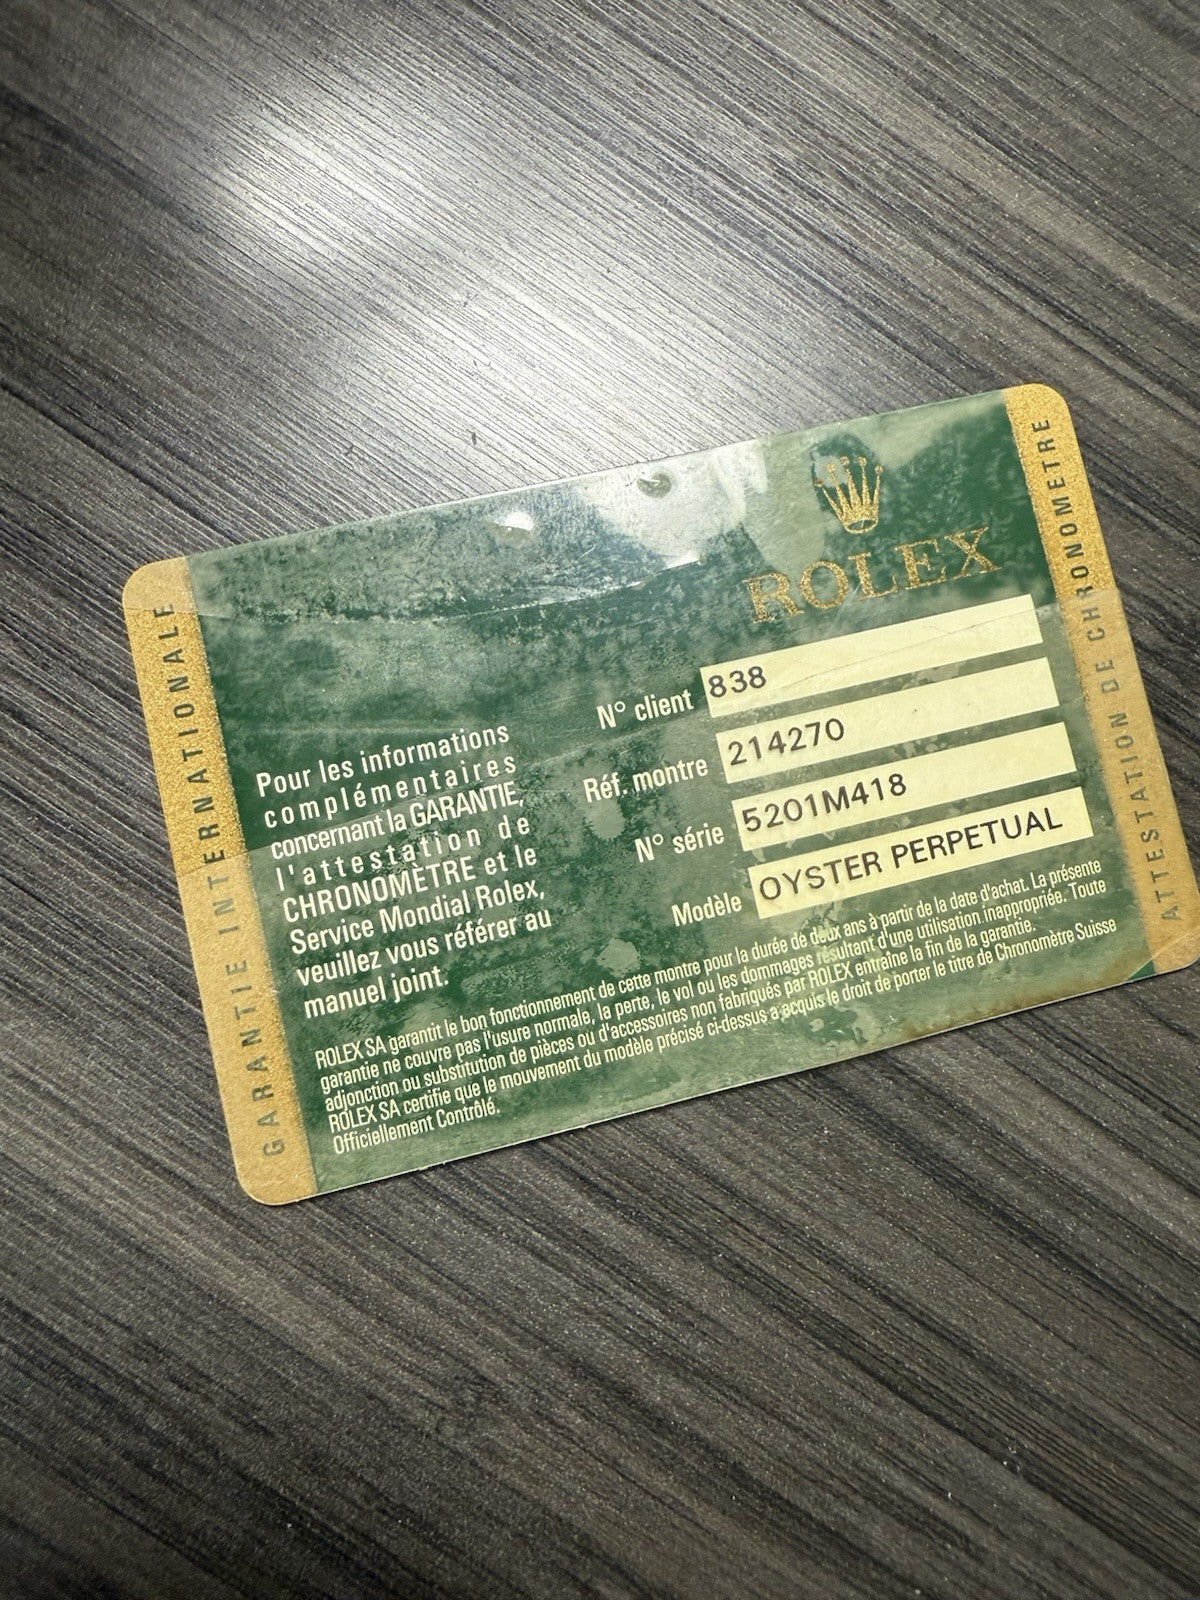 ROLEX
N° client 838
Réf. montre 214270
N° série 5201M418
Modèle OYSTER PERPETUAL
Pour les informations
complémentaires
concernant la GARANTIE,
l'attestation de
CHRONOMÈTRE et le
Service Mondial Rolex,
veuillez vous référer au
manuel joint.
ROLEX SA garantit le bon fonctionnement de cette montre pour la durée de deux ans à partir de la date d'achat. La présente
garantie ne couvre pas l'usure normale, la perte, le vol ou les dommages résultant d'une utilisation inappropriée. Toute
adjonction ou substitution de pièces ou d'accessoires non fabriqués par ROLEX entraîne la fin de la garantie.
ROLEX SA certifie que le mouvement du modèle précisé ci-dessus a acquis le droit de porter le titre de Chronomètre Suisse
Officiellement Contrôlé.
GARANTIE INTERNATIONALE
ATTESTATION DE CHRONOMETRE